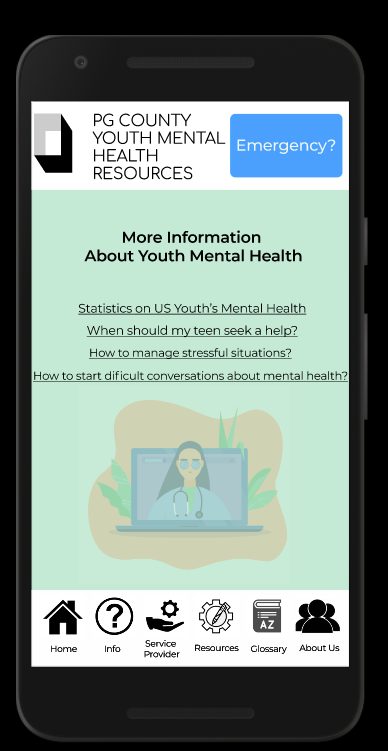 PG COUNTY
YOUTH MENTAL
HEALTH
RESOURCES
Emergency?
More Information
About Youth Mental Health
Statistics on US Youth's Mental Health
When should my teen seek a help?
How to manage stressful situations?
How to start dificult conversations about mental health?
AZ
Home
Info
Service
Provider
Resources
Glossary
About Us